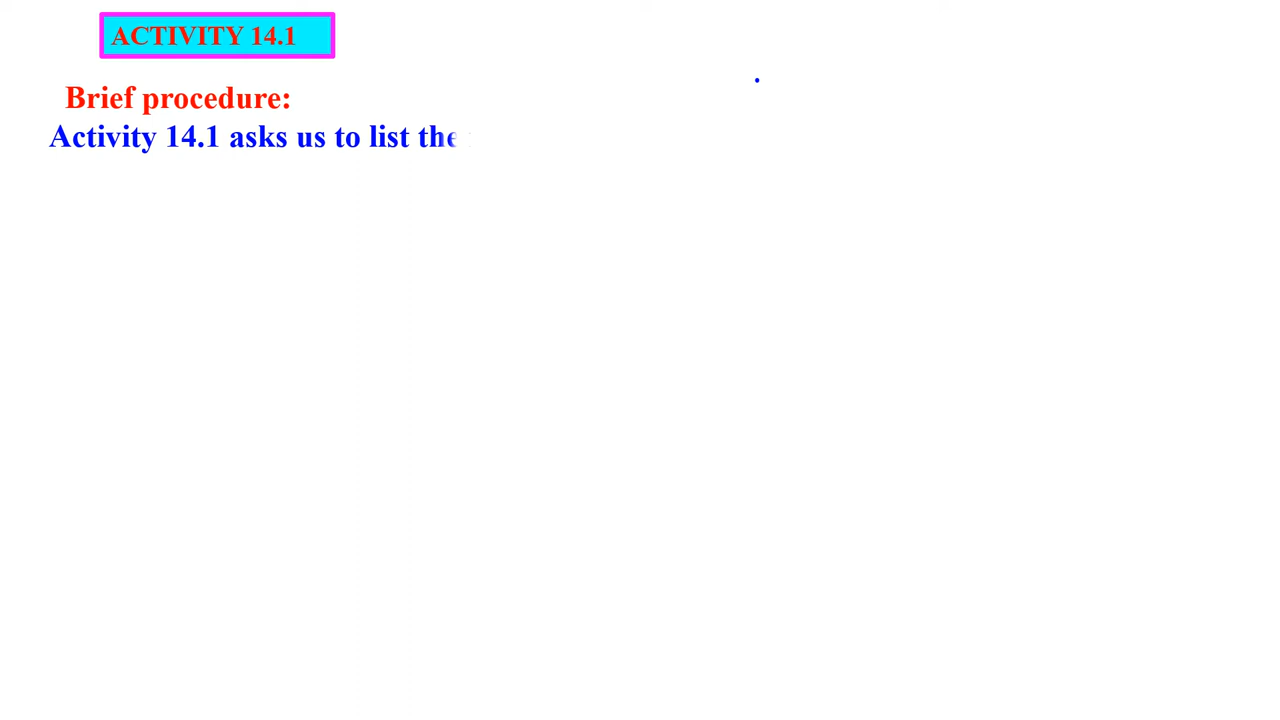 ACTIVITY 14.1
Brief procedure:
Activity 14.1 asks us to list the